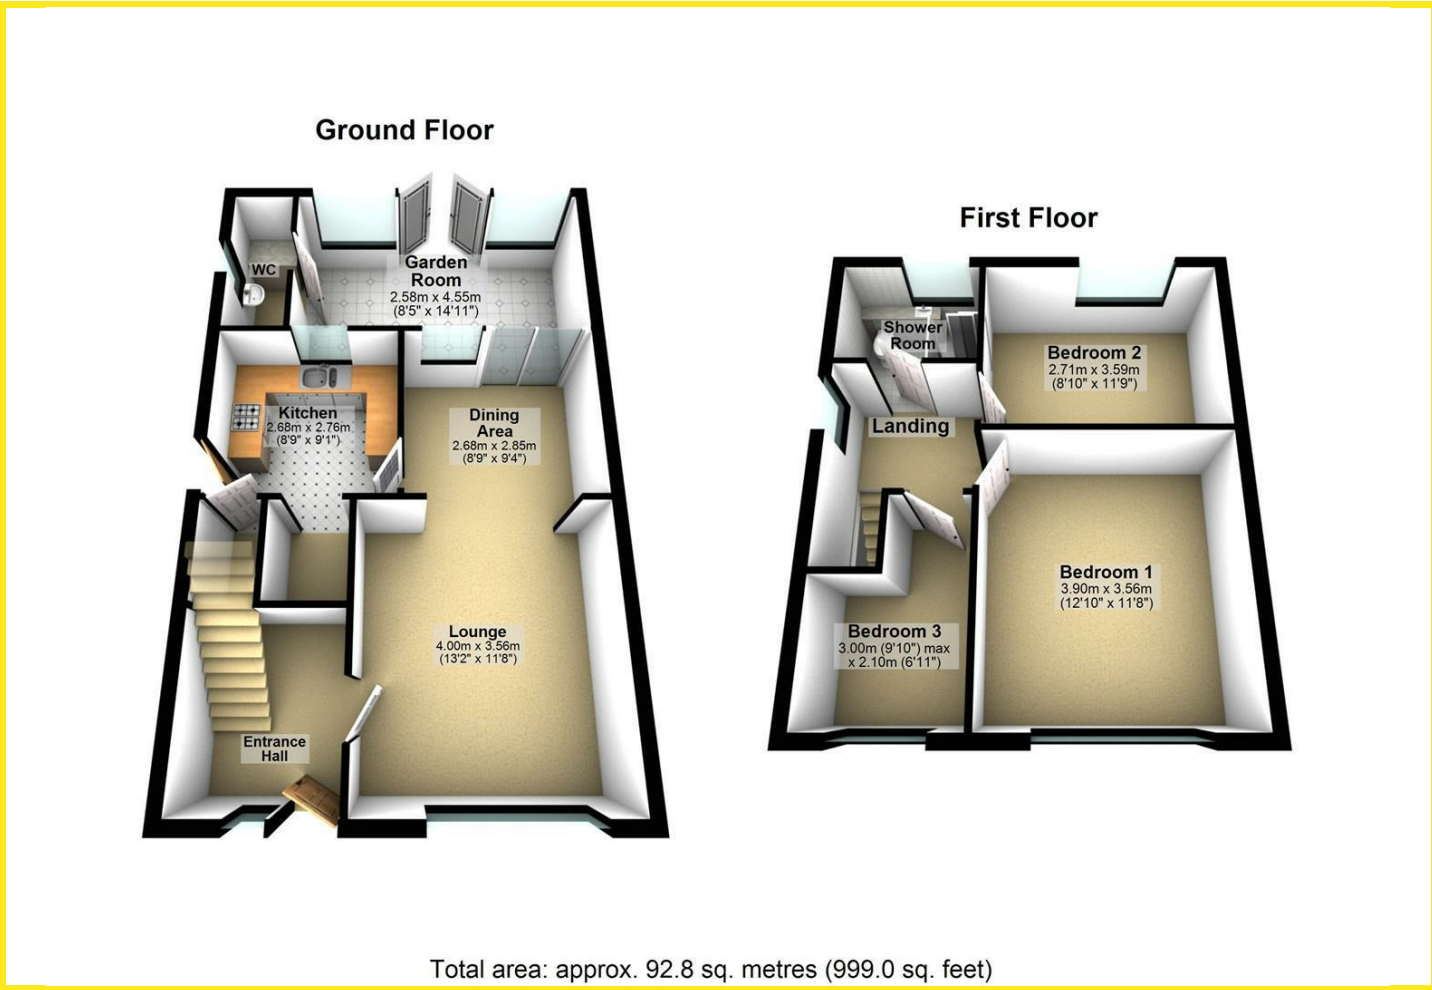 Ground Floor
WC
Garden
Room
2.58m x 4.55m
(8'5" x 14'11")
Kitchen
2.68m x 2.76m
(8'9" x 9'1")
Dining
Area
2.68m x 2.85m
(8'9" x 9'4")
Lounge
4.00m x 3.56m
(13'2" x 11'8")
Entrance
Hall
First Floor
Shower
Room
Bedroom 2
2.71m x 3.59m
(8'10" x 11'9")
Landing
Bedroom 1
3.90m x 3.56m
(12'10" x 11'8")
Bedroom 3
3.00m (9'10") max
x 2.10m (6'11")
Total area: approx. 92.8 sq. metres (999.0 sq. feet)